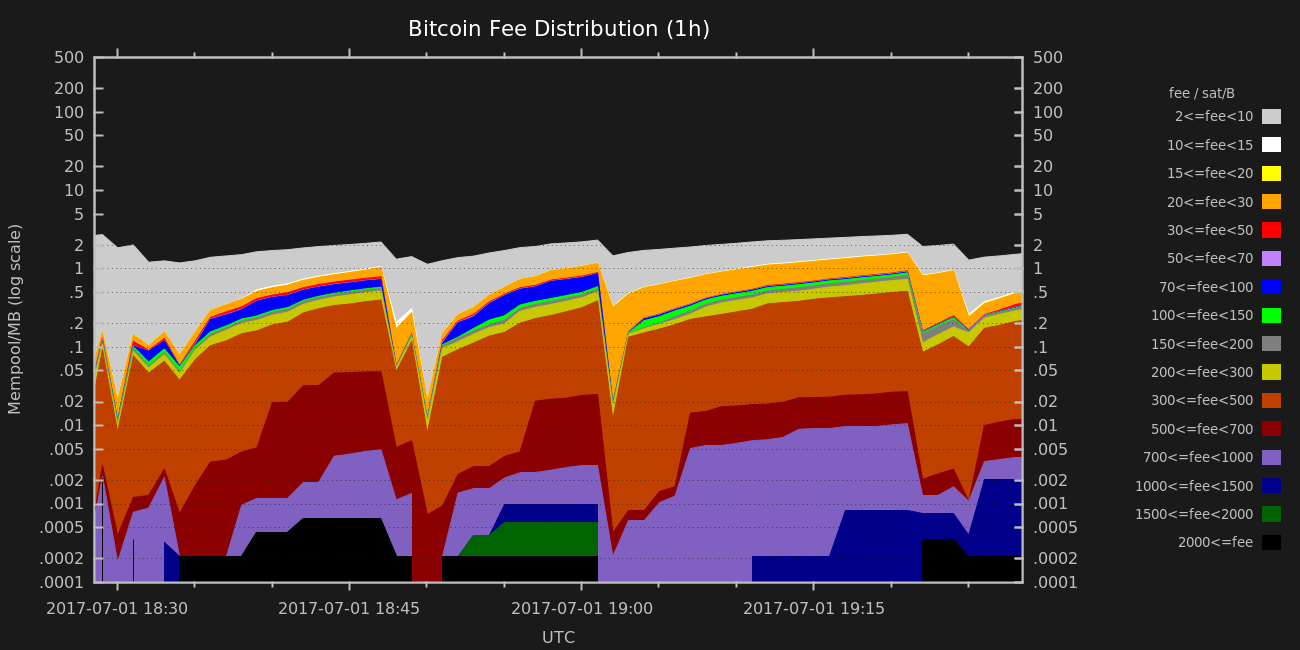 Bitcoin Fee Distribution (1h)
Mempool/MB (log scale)
500
200
100
50
20
10
5
2
1
.5
.2
.1
.05
.02
.01
.005
.002
.001
.0005
.0002
.0001
500
200
100
50
20
10
5
2
1
.5
.2
.1
.05
.02
.01
.005
.002
.001
.0005
.0002
.0001
2017-07-01 18:30 2017-07-01 18:45 2017-07-01 19:00 2017-07-01 19:15
UTC
fee / sat/B
2<=fee<10
10<=fee<15
15<=fee<20
20<=fee<30
30<=fee<50
50<=fee<70
70<=fee<100
100<=fee<150
150<=fee<200
200<=fee<300
300<=fee<500
500<=fee<700
700<=fee<1000
1000<=fee<1500
1500<=fee<2000
2000<=fee